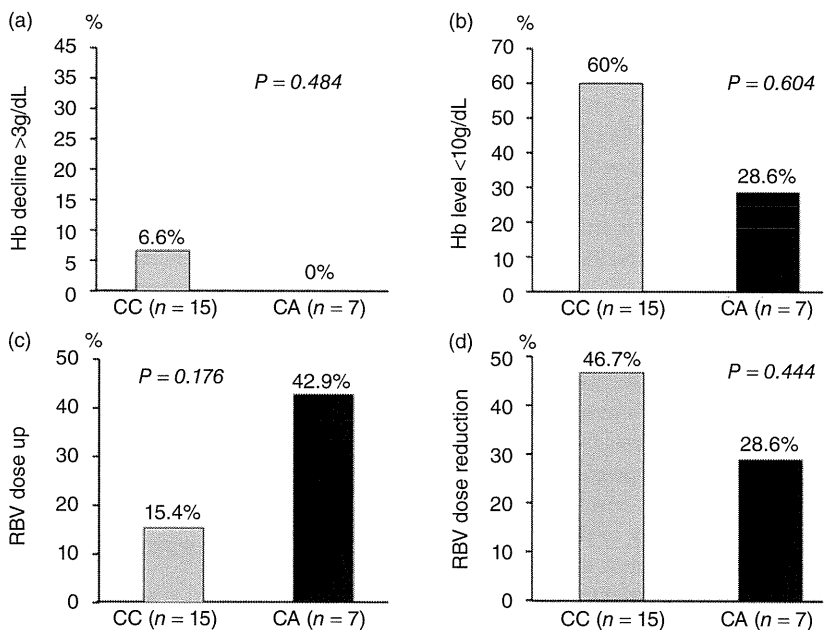 (a)
%
Hb decline >3g/dL
45
40
35
30
25
20
15
10
5
0
P = 0.484
6.6%
0%
CC (n = 15)
CA (n = 7)
(b)
%
Hb level <10g/dL
70
60
50
40
30
20
10
0
60%
P = 0.604
28.6%
CC (n = 15)
CA (n = 7)
(c)
%
RBV dose up
50
40
30
20
10
0
P = 0.176
42.9%
15.4%
CC (n = 15)
CA (n = 7)
(d)
%
RBV dose reduction
50
40
30
20
10
0
46.7%
P = 0.444
28.6%
CC (n = 15)
CA (n = 7)